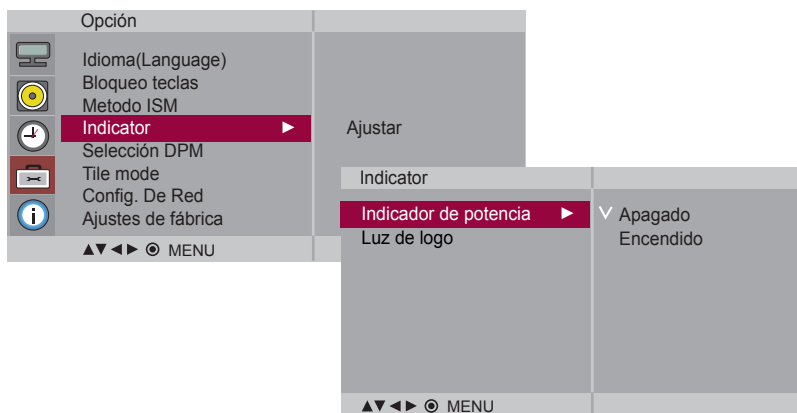 Opción
Idioma(Language)
Bloqueo teclas
Metodo ISM
Indicator
Ajustar
Selección DPM
Tile mode
Config. De Red
Ajustes de fábrica
MENU
Indicator
Indicador de potencia
Apagado
Luz de logo
Encendido
MENU